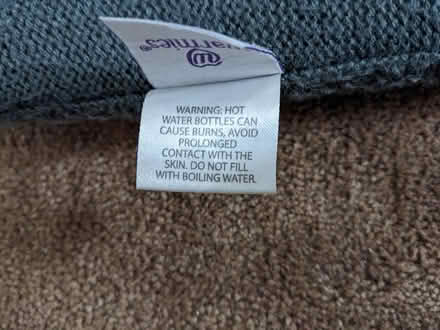 warmies®
WARNING: HOT
WATER BOTTLES CAN
CAUSE BURNS, AVOID
PROLONGED
CONTACT WITH THE
SKIN. DO NOT FILL
WITH BOILING WATER.